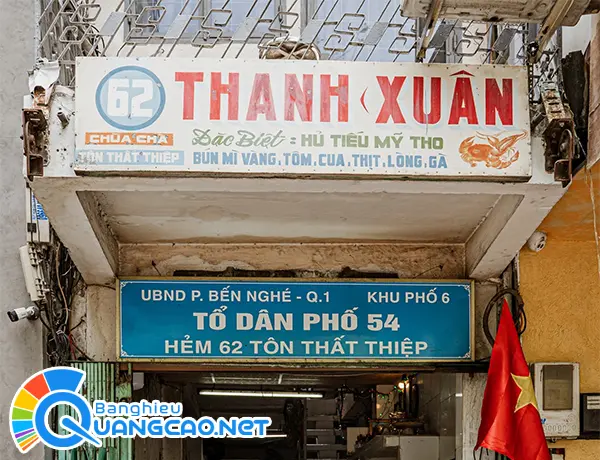 62 THANH XUÂN
CHÙA CHÀ
TÔN THẤT THIỆP
Đăc Biệt: HỦ TIẾU MỸ THO
BÚN MÌ VÀNG, TÔM, CUA, THỊT, LÒNG, GÀ
UBND P. BẾN NGHÉ - Q.1 KHU PHỐ 6
TỔ DÂN PHỐ 54
HẺM 62 TÔN THẤT THIỆP
Banghieu
QUANGCAO.NET